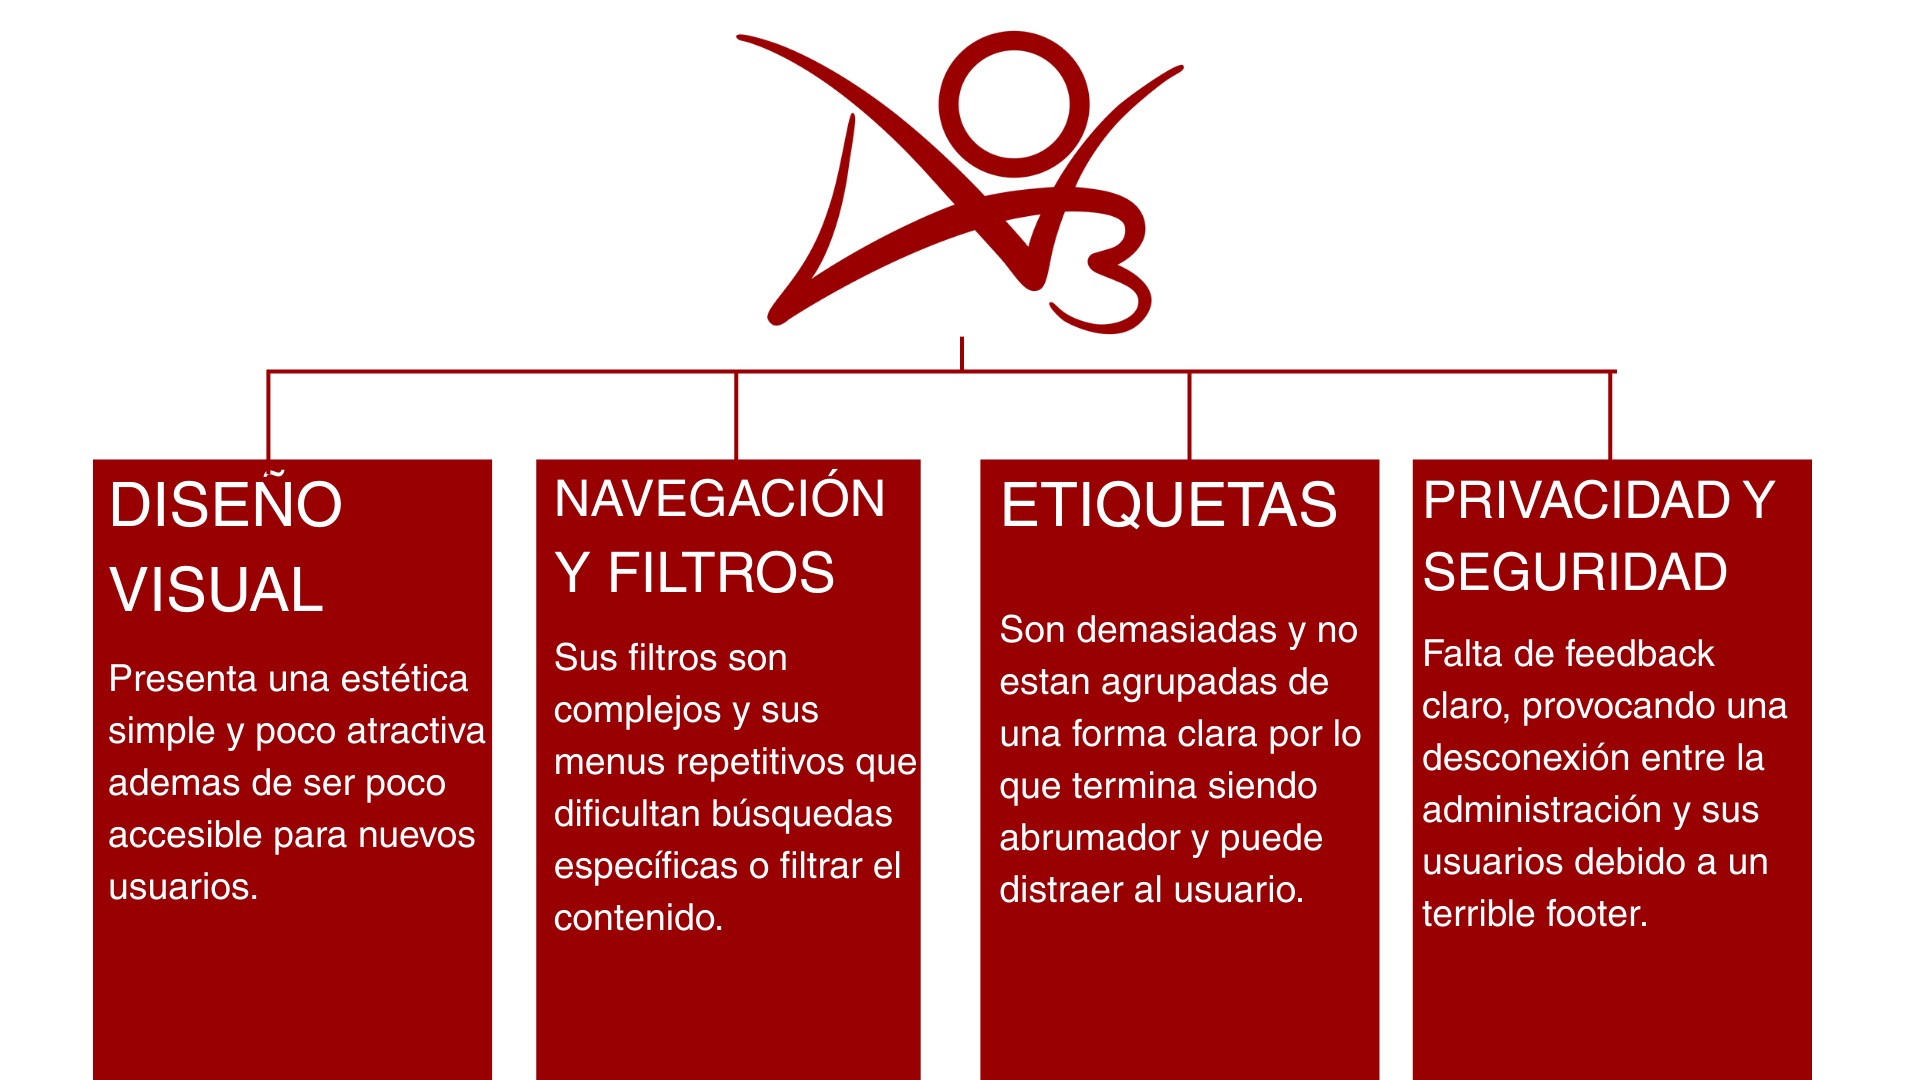 DISEÑO
VISUAL
Presenta una estética
simple y poco atractiva
ademas de ser poco
accesible para nuevos
usuarios.
NAVEGACIÓN
Y FILTROS
Sus filtros son
complejos y sus
menus repetitivos que
dificultan búsquedas
específicas o filtrar el
contenido.
ETIQUETAS
Son demasiadas y no
estan agrupadas de
una forma clara por lo
que termina siendo
abrumador y puede
distraer al usuario.
PRIVACIDAD Y
SEGURIDAD
Falta de feedback
claro, provocando una
desconexión entre la
administración y sus
usuarios debido a un
terrible footer.